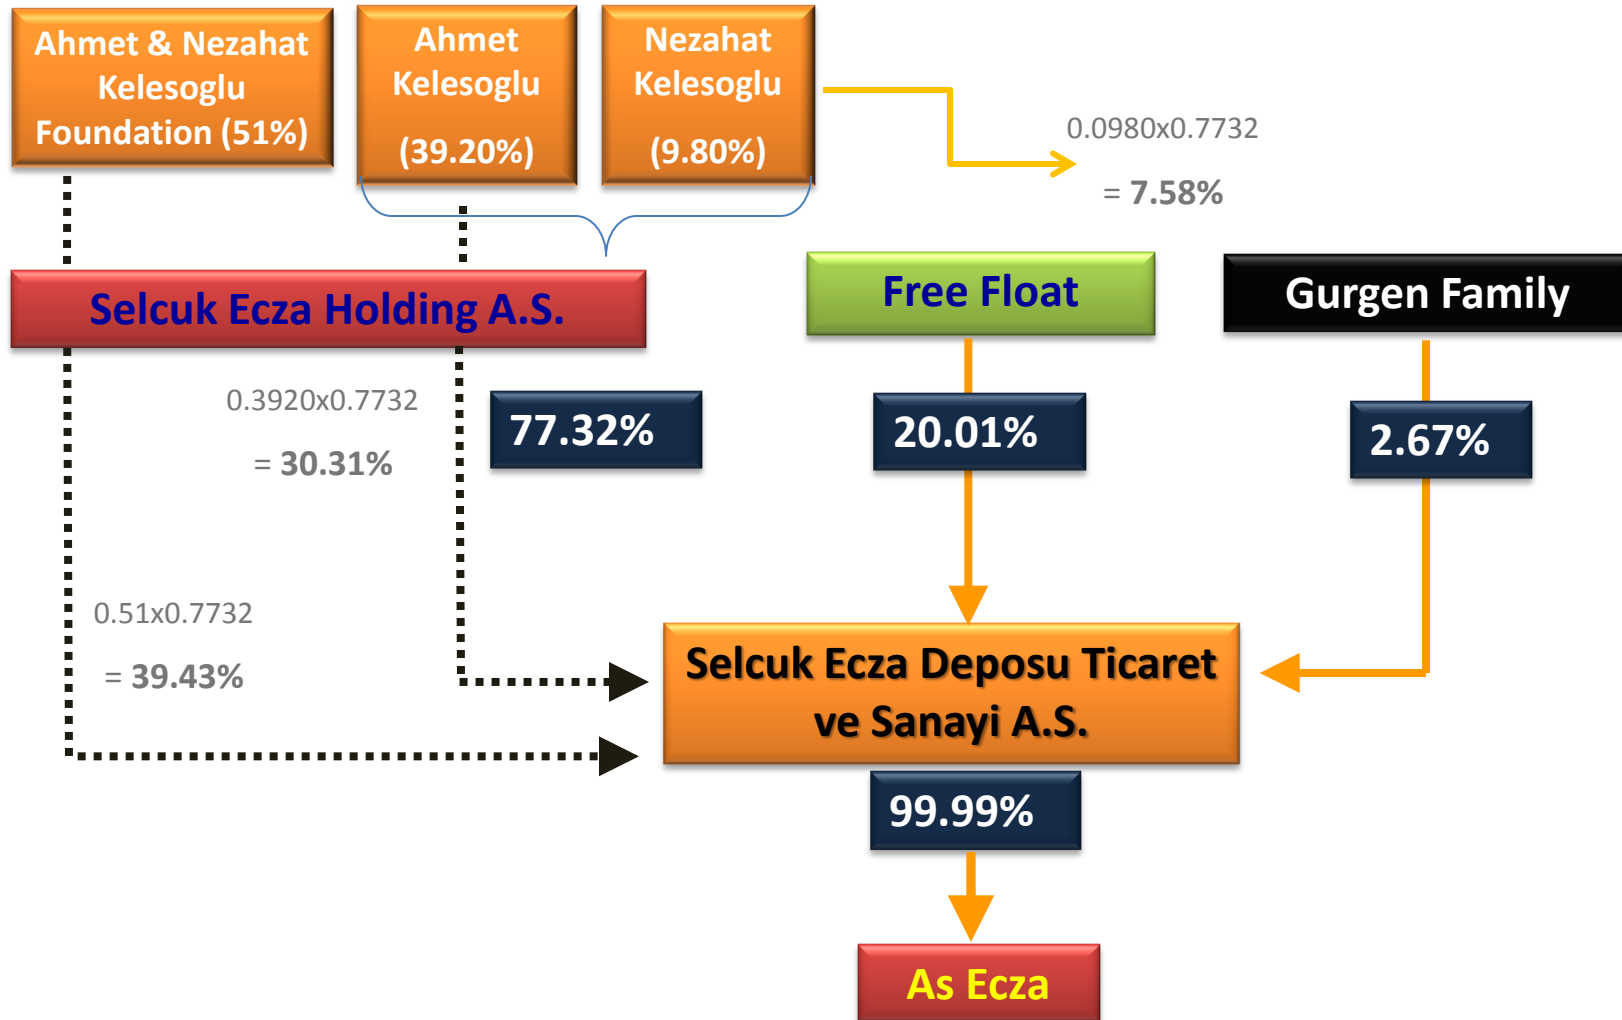 Ahmet & Nezahat
Kelesoglu
Foundation (51%)
Ahmet
Kelesoglu
(39.20%)
Nezahat
Kelesoglu
(9.80%)
0.0980x0.7732
= 7.58%
Selcuk Ecza Holding A.S.
Free Float
Gurgen Family
0.3920x0.7732
= 30.31%
77.32%
20.01%
2.67%
0.51x0.7732
= 39.43%
Selcuk Ecza Deposu Ticaret
ve Sanayi A.S.
99.99%
As Ecza